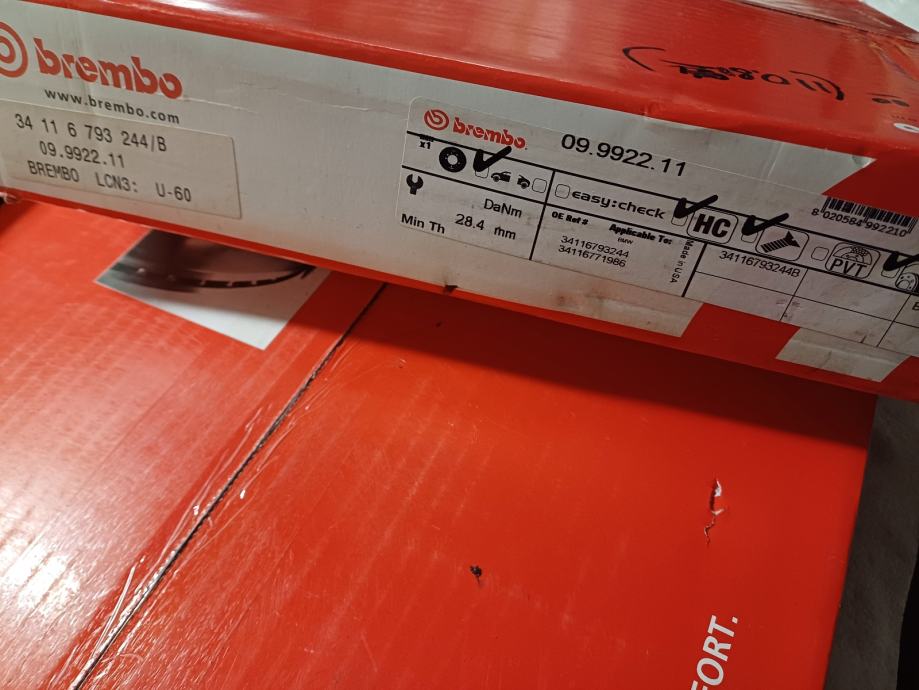 brembo
www.brembo.com
34 11 6 793 244/B
09.9922.11
BREMBO LCN3: U-60
brembo. 09.9922.11
x1
easy:check HC PVT
DaNm
Min Th 28.4 mm
OE Ref # Applicable To:
BMW
34116793244
34116771986
Made in USA
34116793244B
8 020584 992210
FORT.